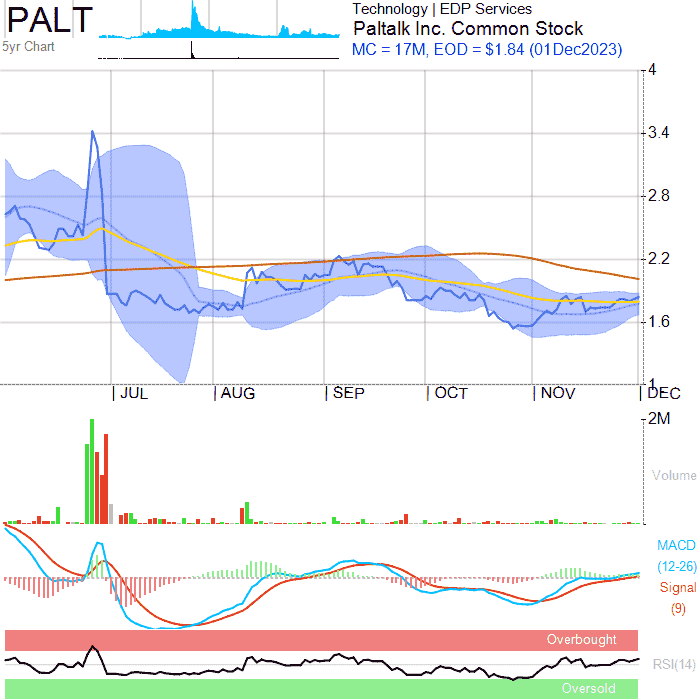 PALT
5yr Chart
Technology | EDP Services
Paltalk Inc. Common Stock
MC = 17M, EOD = $1.84 (01Dec2023)
4
3.4
2.8
2.2
1.6
1
JUL AUG SEP OCT NOV DEC
2M
Volume
MACD
(12-26)
Signal
(9)
Overbought
RSI(14)
Oversold